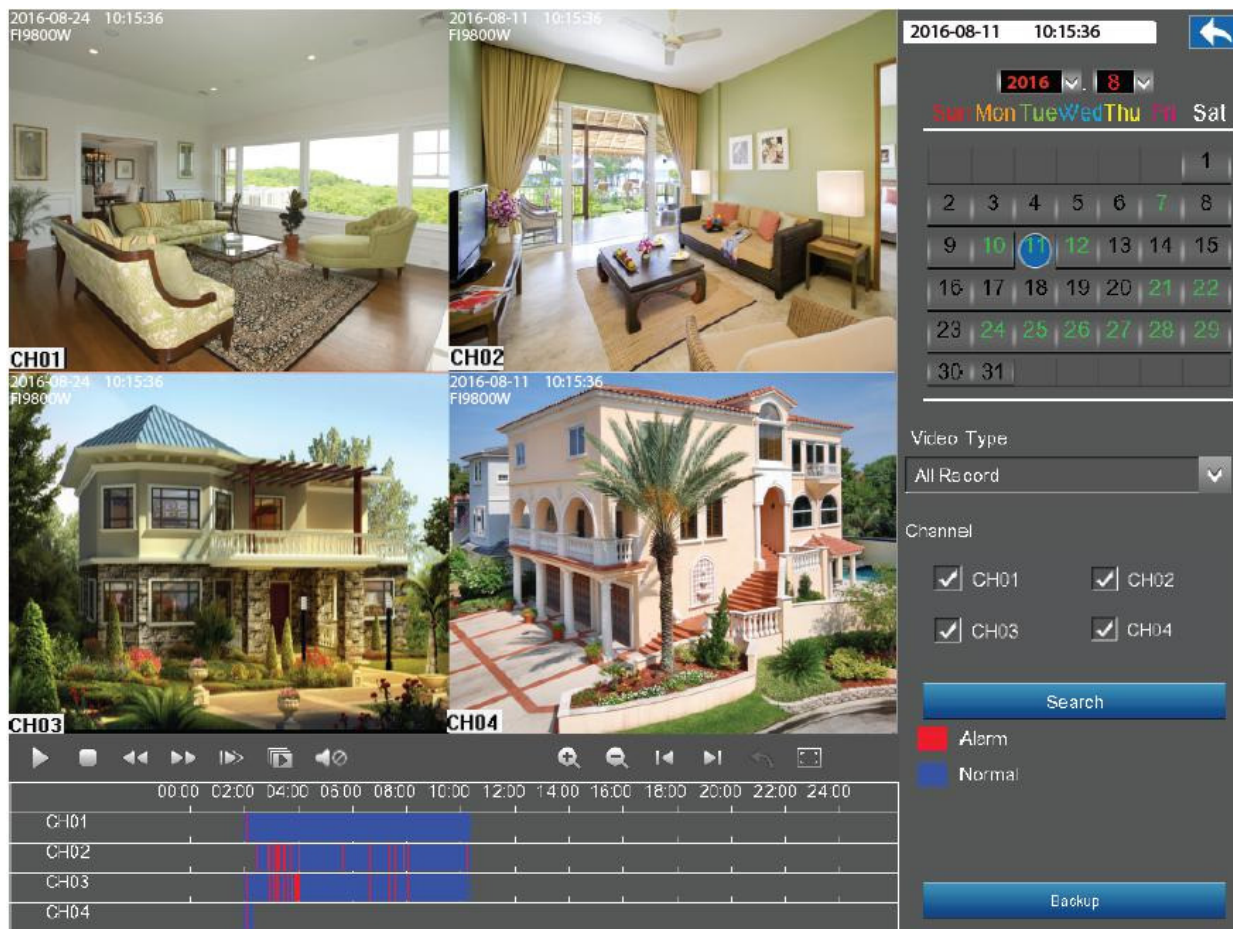 2016-08-24 10:15:36
FI9800W
CH01
2016-08-11 10:15:36
FI9800W
CH02
2016-08-24 10:15:36
FI9800W
CH03
2016-08-11 10:15:36
FI9800W
CH04
2016-08-11 10:15:36
2016 . 8
Sun Mon Tue Wed Thu Fri Sat
1
2 3 4 5 6 7 8
9 10 11 12 13 14 15
16 17 18 19 20 21 22
23 24 25 26 27 28 29
30 31
Video Type
All Record
Channel
CH01 CH02
CH03 CH04
Search
Alarm
Normal
Backup
00:00 02:00 04:00 06:00 08:00 10:00 12:00 14:00 16:00 18:00 20:00 22:00 24:00
CH01
CH02
CH03
CH04